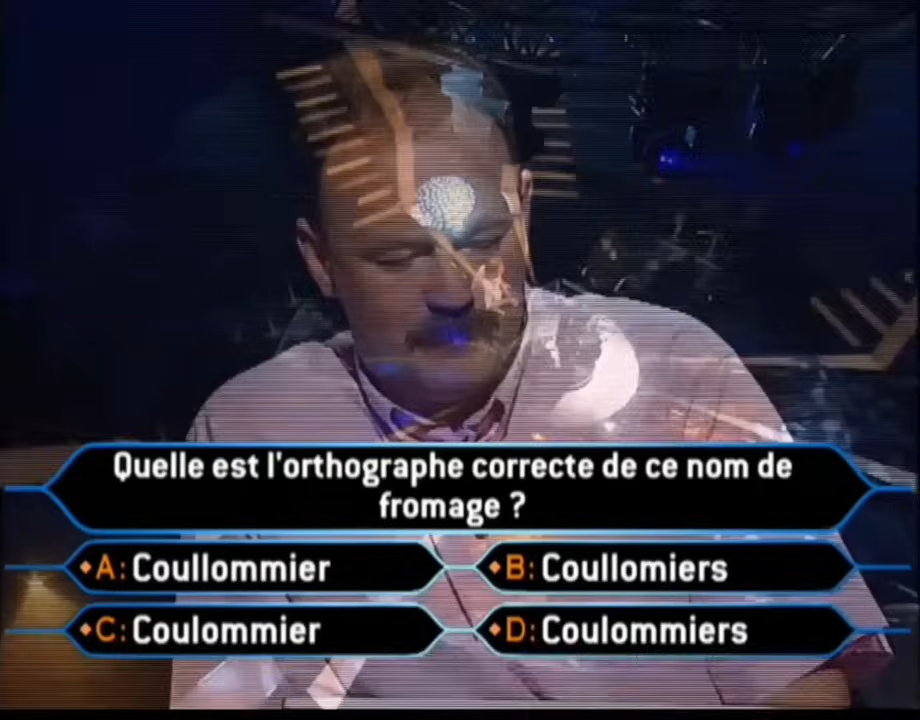 Quelle est l'orthographe correcte de ce nom de
fromage ?
A: Coullommier
B: Coullomiers
C: Coulommier
D: Coulommiers